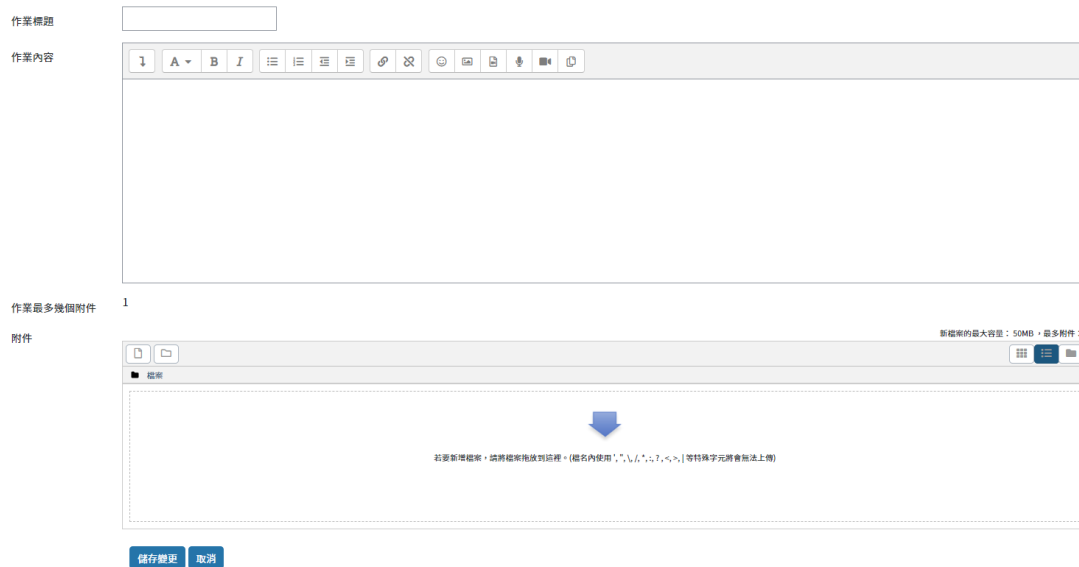 作業標題
作業內容
A
B
I
作業最多幾個附件
1
附件
新檔案的最大容量： 50MB ，最多附件：
檔案
若要新增檔案，請將檔案拖放到這裡。(檔名內使用 ', ", \, /, *, :, ? , <, >, | 等特殊字元將會無法上傳)
儲存變更
取消